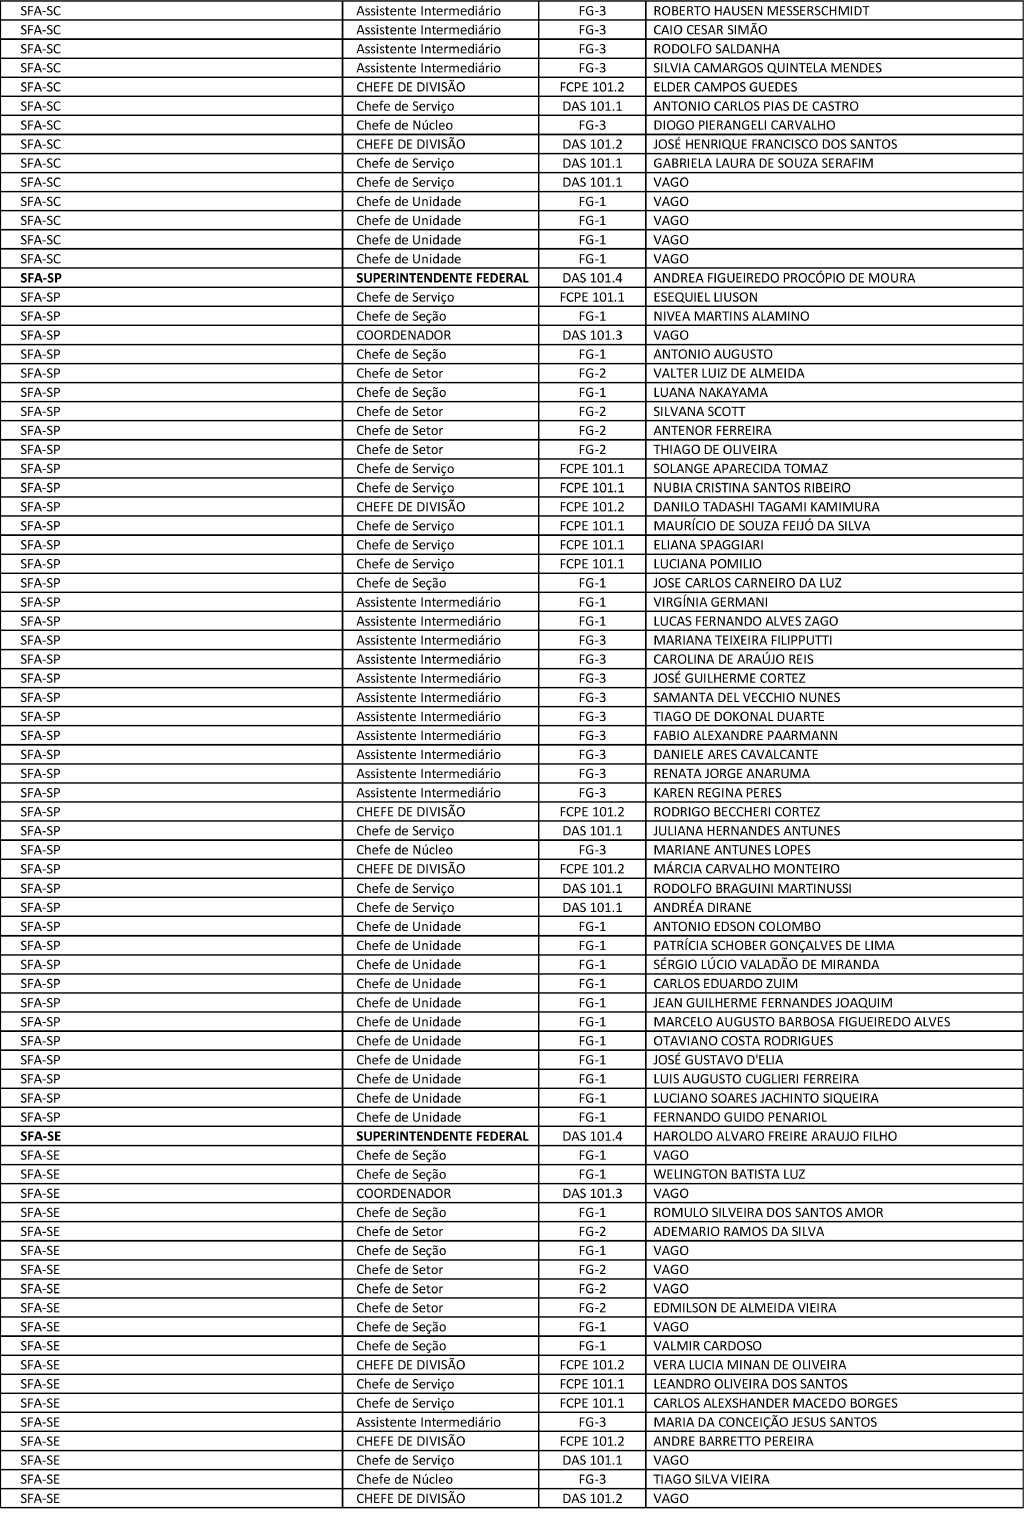 SFA-SC Assistente Intermediário FG-3 ROBERTO HAUSEN MESSERSCHMIDT
SFA-SC Assistente Intermediário FG-3 CAIO CESAR SIMÃO
SFA-SC Assistente Intermediário FG-3 RODOLFO SALDANHA
SFA-SC Assistente Intermediário FG-3 SILVIA CAMARGOS QUINTELA MENDES
SFA-SC CHEFE DE DIVISÃO FCPE 101.2 ELDER CAMPOS GUEDES
SFA-SC Chefe de Serviço DAS 101.1 ANTONIO CARLOS PIAS DE CASTRO
SFA-SC Chefe de Núcleo FG-3 DIOGO PIERANGELI CARVALHO
SFA-SC CHEFE DE DIVISÃO DAS 101.2 JOSÉ HENRIQUE FRANCISCO DOS SANTOS
SFA-SC Chefe de Serviço DAS 101.1 GABRIELA LAURA DE SOUZA SERAFIM
SFA-SC Chefe de Serviço DAS 101.1 VAGO
SFA-SC Chefe de Unidade FG-1 VAGO
SFA-SC Chefe de Unidade FG-1 VAGO
SFA-SC Chefe de Unidade FG-1 VAGO
SFA-SC Chefe de Unidade FG-1 VAGO
SFA-SP SUPERINTENDENTE FEDERAL DAS 101.4 ANDREA FIGUEIREDO PROCÓPIO DE MOURA
SFA-SP Chefe de Serviço FCPE 101.1 ESEQUIEL LIUSON
SFA-SP Chefe de Seção FG-1 NIVEA MARTINS ALAMINO
SFA-SP COORDENADOR DAS 101.3 VAGO
SFA-SP Chefe de Seção FG-1 ANTONIO AUGUSTO
SFA-SP Chefe de Setor FG-2 VALTER LUIZ DE ALMEIDA
SFA-SP Chefe de Seção FG-1 LUANA NAKAYAMA
SFA-SP Chefe de Setor FG-2 SILVANA SCOTT
SFA-SP Chefe de Setor FG-2 ANTENOR FERREIRA
SFA-SP Chefe de Setor FG-2 THIAGO DE OLIVEIRA
SFA-SP Chefe de Serviço FCPE 101.1 SOLANGE APARECIDA TOMAZ
SFA-SP Chefe de Serviço FCPE 101.1 NUBIA CRISTINA SANTOS RIBEIRO
SFA-SP CHEFE DE DIVISÃO FCPE 101.2 DANILO TADASHI TAGAMI KAMIMURA
SFA-SP Chefe de Serviço FCPE 101.1 MAURÍCIO DE SOUZA FEIJÓ DA SILVA
SFA-SP Chefe de Serviço FCPE 101.1 ELIANA SPAGGIARI
SFA-SP Chefe de Serviço FCPE 101.1 LUCIANA POMILIO
SFA-SP Chefe de Seção FG-1 JOSE CARLOS CARNEIRO DA LUZ
SFA-SP Assistente Intermediário FG-1 VIRGÍNIA GERMANI
SFA-SP Assistente Intermediário FG-1 LUCAS FERNANDO ALVES ZAGO
SFA-SP Assistente Intermediário FG-3 MARIANA TEIXEIRA FILIPPUTTI
SFA-SP Assistente Intermediário FG-3 CAROLINA DE ARAÚJO REIS
SFA-SP Assistente Intermediário FG-3 JOSÉ GUILHERME CORTEZ
SFA-SP Assistente Intermediário FG-3 SAMANTA DEL VECCHIO NUNES
SFA-SP Assistente Intermediário FG-3 TIAGO DE DOKONAL DUARTE
SFA-SP Assistente Intermediário FG-3 FABIO ALEXANDRE PAARMANN
SFA-SP Assistente Intermediário FG-3 DANIELE ARES CAVALCANTE
SFA-SP Assistente Intermediário FG-3 RENATA JORGE ANARUMA
SFA-SP Assistente Intermediário FG-3 KAREN REGINA PERES
SFA-SP CHEFE DE DIVISÃO FCPE 101.2 RODRIGO BECCHERI CORTEZ
SFA-SP Chefe de Serviço DAS 101.1 JULIANA HERNANDES ANTUNES
SFA-SP Chefe de Núcleo FG-3 MARIANE ANTUNES LOPES
SFA-SP CHEFE DE DIVISÃO FCPE 101.2 MÁRCIA CARVALHO MONTEIRO
SFA-SP Chefe de Serviço DAS 101.1 RODOLFO BRAGUINI MARTINUSSI
SFA-SP Chefe de Serviço DAS 101.1 ANDRÉA DIRANE
SFA-SP Chefe de Unidade FG-1 ANTONIO EDSON COLOMBO
SFA-SP Chefe de Unidade FG-1 PATRÍCIA SCHOBER GONÇALVES DE LIMA
SFA-SP Chefe de Unidade FG-1 SÉRGIO LÚCIO VALADÃO DE MIRANDA
SFA-SP Chefe de Unidade FG-1 CARLOS EDUARDO ZUIM
SFA-SP Chefe de Unidade FG-1 JEAN GUILHERME FERNANDES JOAQUIM
SFA-SP Chefe de Unidade FG-1 MARCELO AUGUSTO BARBOSA FIGUEIREDO ALVES
SFA-SP Chefe de Unidade FG-1 OTAVIANO COSTA RODRIGUES
SFA-SP Chefe de Unidade FG-1 JOSÉ GUSTAVO D'ELIA
SFA-SP Chefe de Unidade FG-1 LUIS AUGUSTO CUGLIERI FERREIRA
SFA-SP Chefe de Unidade FG-1 LUCIANO SOARES JACHINTO SIQUEIRA
SFA-SP Chefe de Unidade FG-1 FERNANDO GUIDO PENARIOL
SFA-SE SUPERINTENDENTE FEDERAL DAS 101.4 HAROLDO ALVARO FREIRE ARAUJO FILHO
SFA-SE Chefe de Seção FG-1 VAGO
SFA-SE Chefe de Seção FG-1 WELINGTON BATISTA LUZ
SFA-SE COORDENADOR DAS 101.3 VAGO
SFA-SE Chefe de Seção FG-1 ROMULO SILVEIRA DOS SANTOS AMOR
SFA-SE Chefe de Setor FG-2 ADEMARIO RAMOS DA SILVA
SFA-SE Chefe de Seção FG-1 VAGO
SFA-SE Chefe de Setor FG-2 VAGO
SFA-SE Chefe de Setor FG-2 VAGO
SFA-SE Chefe de Setor FG-2 EDMILSON DE ALMEIDA VIEIRA
SFA-SE Chefe de Seção FG-1 VAGO
SFA-SE Chefe de Seção FG-1 VALMIR CARDOSO
SFA-SE CHEFE DE DIVISÃO FCPE 101.2 VERA LUCIA MINAN DE OLIVEIRA
SFA-SE Chefe de Serviço FCPE 101.1 LEANDRO OLIVEIRA DOS SANTOS
SFA-SE Chefe de Serviço FCPE 101.1 CARLOS ALEXSHANDER MACEDO BORGES
SFA-SE Assistente Intermediário FG-3 MARIA DA CONCEIÇÃO JESUS SANTOS
SFA-SE CHEFE DE DIVISÃO FCPE 101.2 ANDRE BARRETTO PEREIRA
SFA-SE Chefe de Serviço DAS 101.1 VAGO
SFA-SE Chefe de Núcleo FG-3 TIAGO SILVA VIEIRA
SFA-SE CHEFE DE DIVISÃO DAS 101.2 VAGO